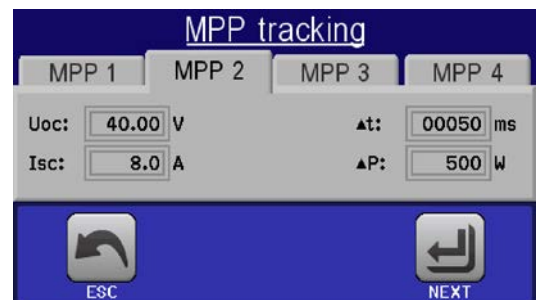 MPP tracking
MPP 1 MPP 2 MPP 3 MPP 4
Uoc: 40.00 V ▲t: 00050 ms
Isc: 8.0 A ▲P: 500 W
ESC NEXT